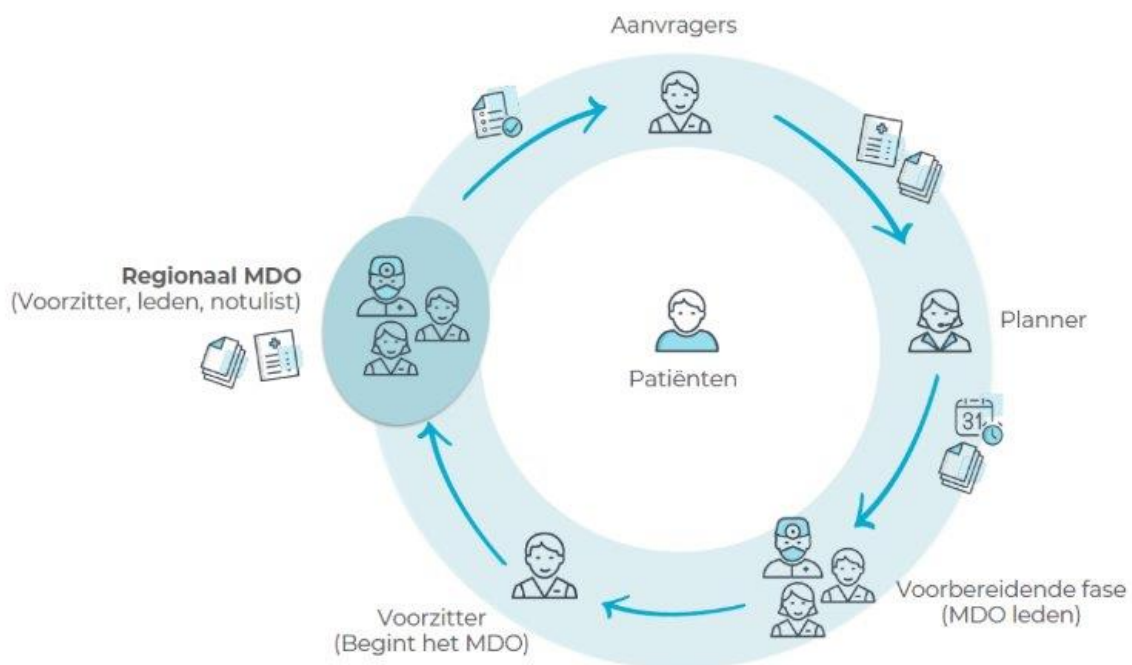 Aanvragers
Regionaal MDO
(Voorzitter, leden, notulist)
Planner
Patiënten
31
Voorbereidende fase
(MDO leden)
Voorzitter
(Begint het MDO)